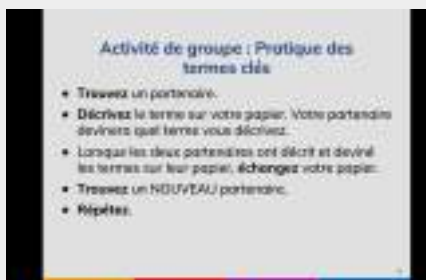 Activité de groupe : Pratique des
termes clés
• Trouvez un partenaire.
• Décrivez le terme sur votre papier. Votre partenaire
devinera quel terme vous décrivez.
• Lorsque les deux partenaires ont décrit et deviné
les termes sur leur papier, échangez votre papier.
• Trouvez un NOUVEAU partenaire.
• Répétez.